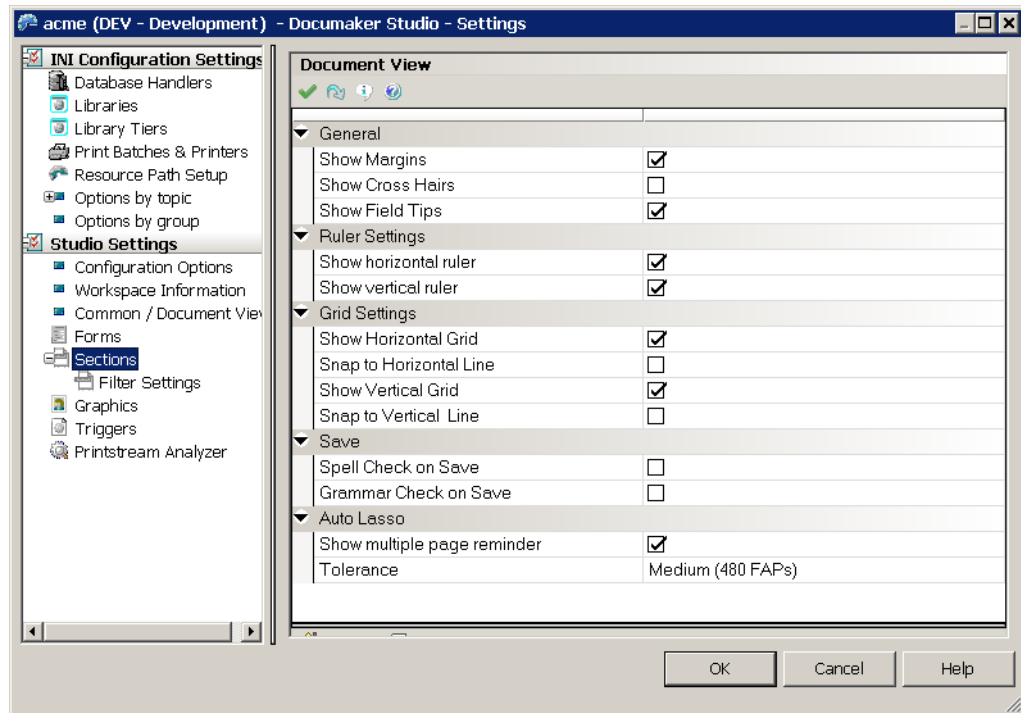 acme (DEV - Development) - Documaker Studio - Settings
INI Configuration Settings
Database Handlers
Libraries
Library Tiers
Print Batches & Printers
Resource Path Setup
Options by topic
Options by group
Studio Settings
Configuration Options
Workspace Information
Common / Document View
Forms
Sections
Filter Settings
Graphics
Triggers
Printstream Analyzer
Document View
General
Show Margins
Show Cross Hairs
Show Field Tips
Ruler Settings
Show horizontal ruler
Show vertical ruler
Grid Settings
Show Horizontal Grid
Snap to Horizontal Line
Show Vertical Grid
Snap to Vertical Line
Save
Spell Check on Save
Grammar Check on Save
Auto Lasso
Show multiple page reminder
Tolerance Medium (480 FAPs)
OK Cancel Help